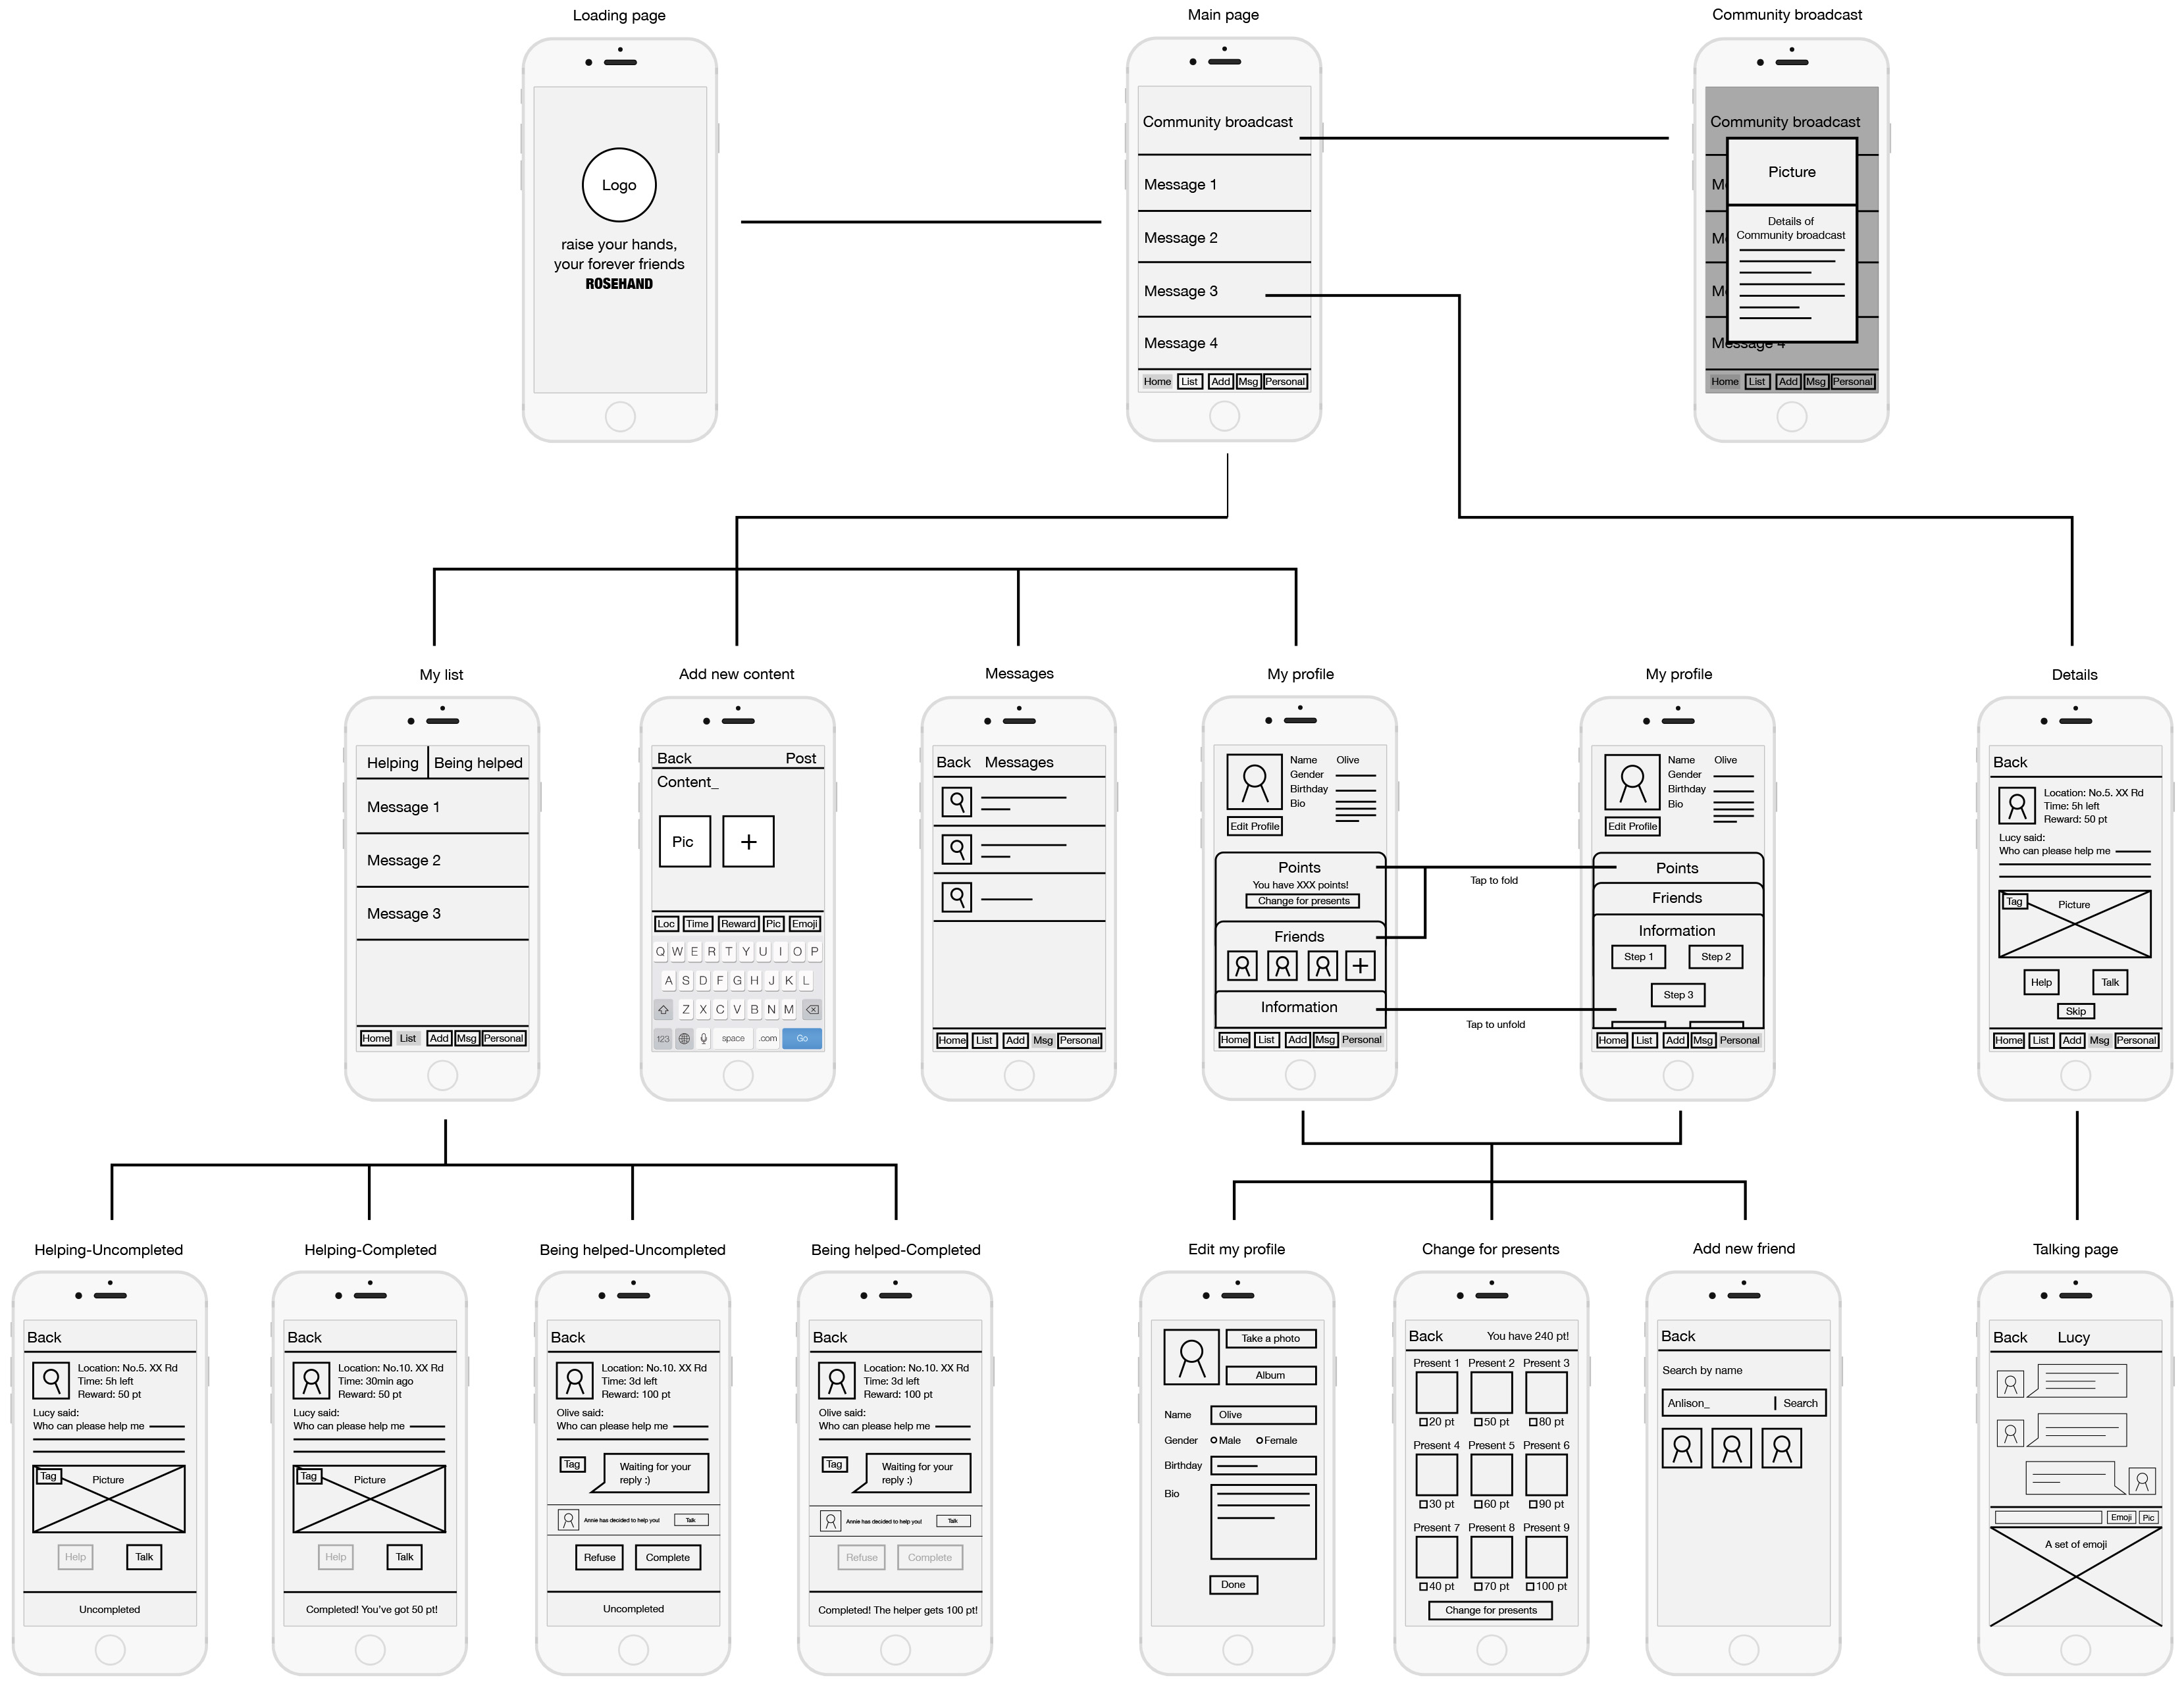 Loading page
Main page
Community broadcast
Logo
raise your hands,
your forever friends
ROSEHAND
Community broadcast
Message 1
Message 2
Message 3
Message 4
Home List Add Msg Personal
Community broadcast
Picture
Details of
Community broadcast
Message 4
Home List Add Msg Personal
My list
Add new content
Messages
My profile
My profile
Details
Helping Being helped
Message 1
Message 2
Message 3
Home List Add Msg Personal
Back Post
Content_
Pic +
Loc Time Reward Pic Emoji
Q W E R T Y U I O P
A S D F G H J K L
Z X C V B N M
123 space .com Go
Back Messages
Home List Add Msg Personal
Name Olive
Gender
Birthday
Bio
Edit Profile
Points
You have XXX points!
Change for presents
Friends
+
Information
Home List Add Msg Personal
Tap to fold
Tap to unfold
Name Olive
Gender
Birthday
Bio
Edit Profile
Points
Friends
Information
Step 1 Step 2
Step 3
Home List Add Msg Personal
Back
Location: No.5. XX Rd
Time: 5h left
Reward: 50 pt
Lucy said:
Who can please help me
Tag Picture
Help Talk
Skip
Home List Add Msg Personal
Helping-Uncompleted
Helping-Completed
Being helped-Uncompleted
Being helped-Completed
Edit my profile
Change for presents
Add new friend
Talking page
Back
Location: No.5. XX Rd
Time: 5h left
Reward: 50 pt
Lucy said:
Who can please help me
Tag Picture
Help Talk
Uncompleted
Back
Location: No.10. XX Rd
Time: 30min ago
Reward: 50 pt
Lucy said:
Who can please help me
Tag Picture
Help Talk
Completed! You've got 50 pt!
Back
Location: No.10. XX Rd
Time: 3d left
Reward: 100 pt
Olive said:
Who can please help me
Tag
Waiting for your
reply :)
Annie has decided to help you! Talk
Refuse Complete
Uncompleted
Back
Location: No.10. XX Rd
Time: 3d left
Reward: 100 pt
Olive said:
Who can please help me
Tag
Waiting for your
reply :)
Annie has decided to help you! Talk
Refuse Complete
Completed! The helper gets 100 pt!
Take a photo
Album
Name Olive
Gender Male Female
Birthday
Bio
Done
Back You have 240 pt!
Present 1 Present 2 Present 3
20 pt 50 pt 80 pt
Present 4 Present 5 Present 6
30 pt 60 pt 90 pt
Present 7 Present 8 Present 9
40 pt 70 pt 100 pt
Change for presents
Back
Search by name
Anlison_ Search
Back Lucy
Emoji Pic
A set of emoji